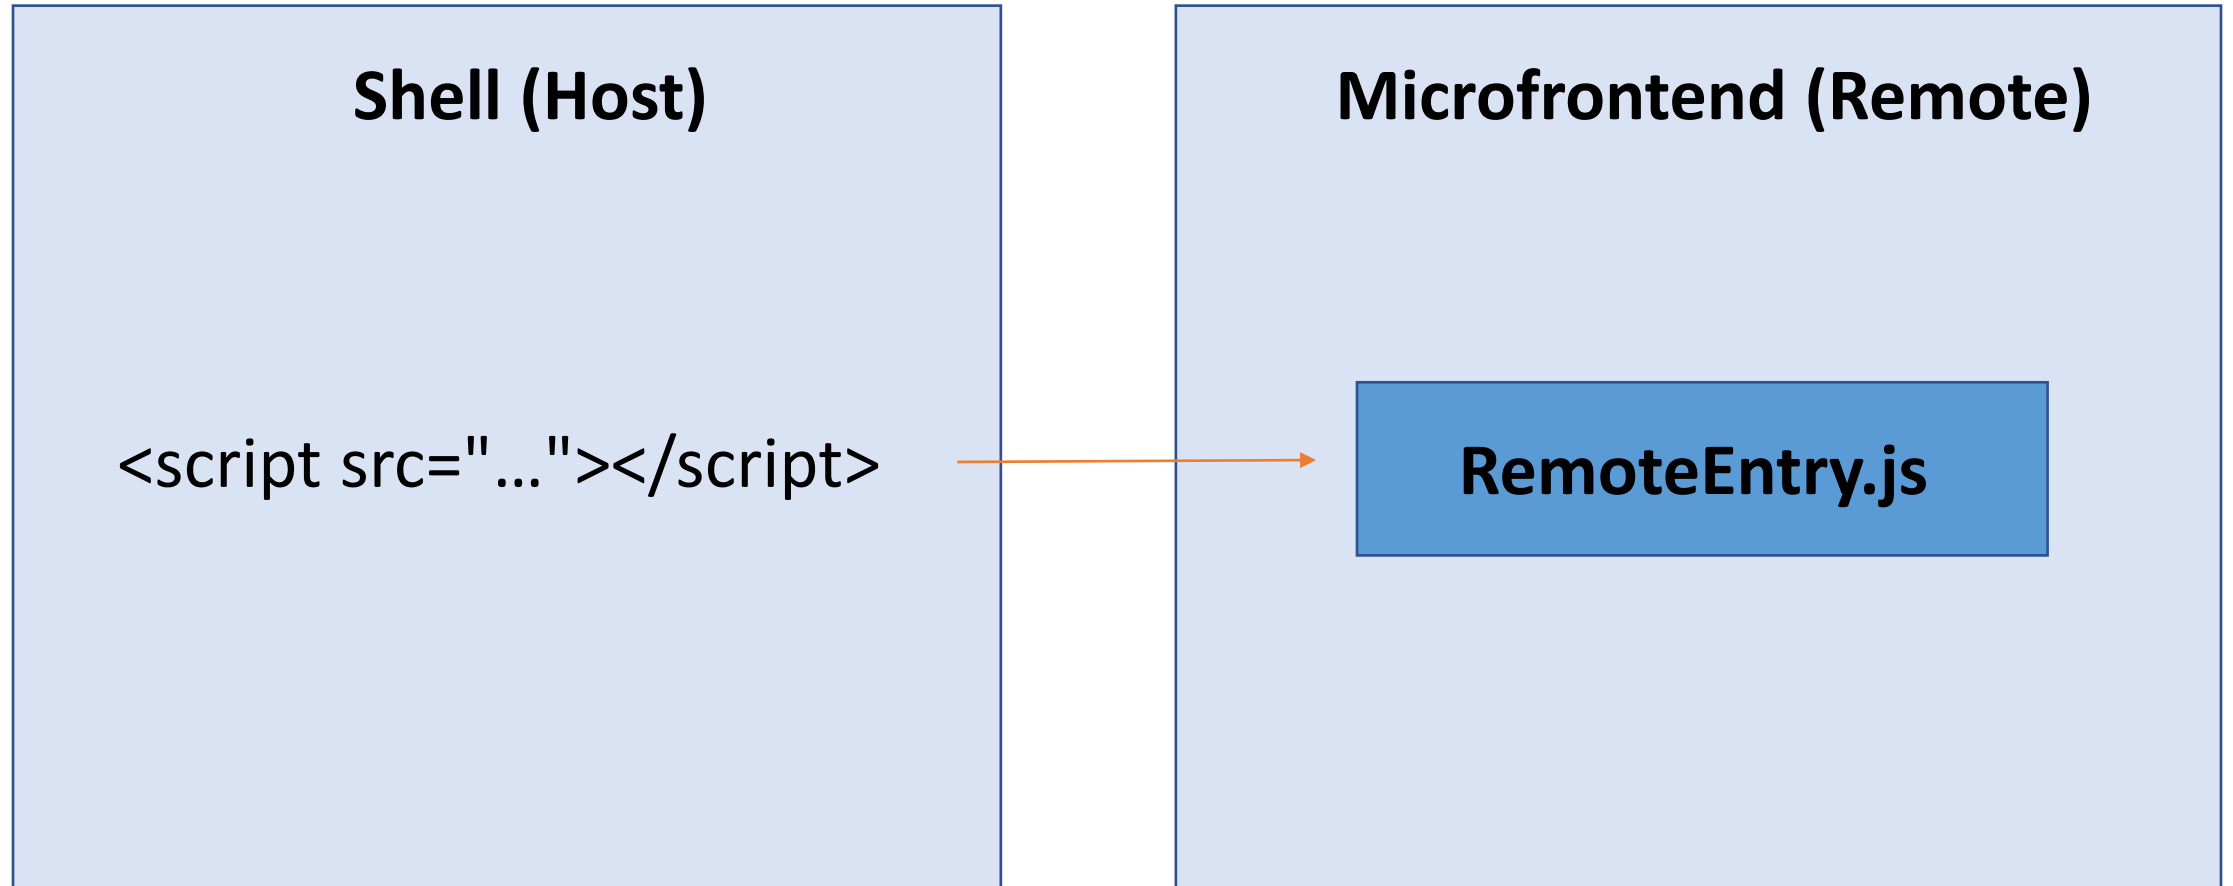 Shell (Host)
Microfrontend (Remote)
<script src="..."></script>
RemoteEntry.js